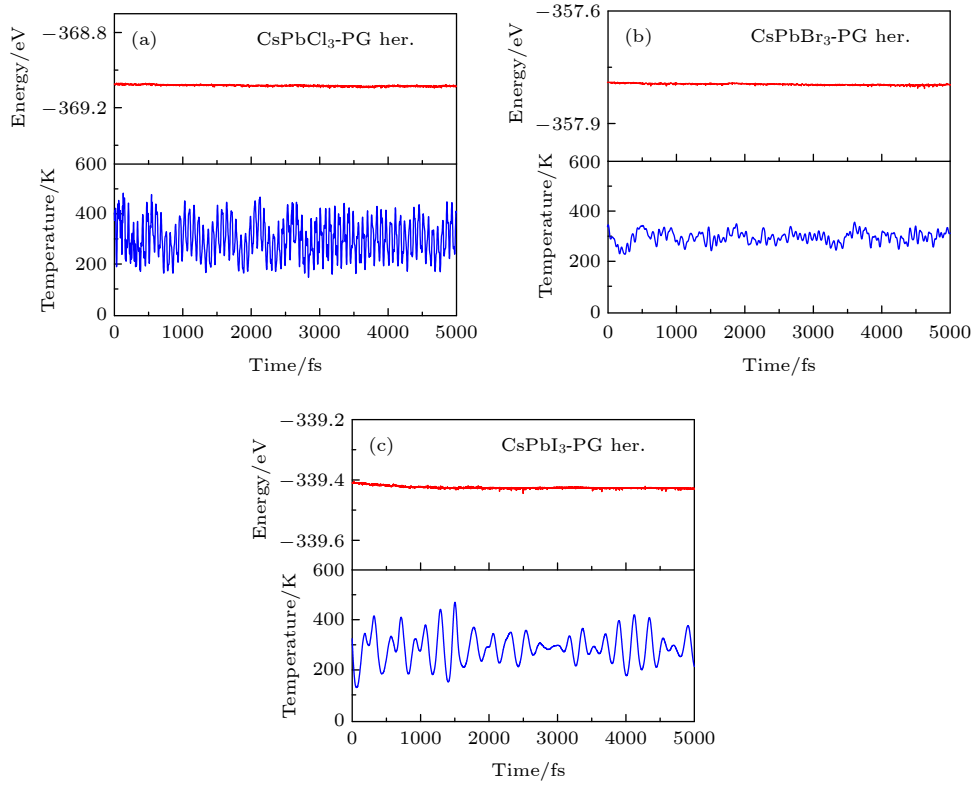 (a) CsPbCl₃-PG her.
Energy/eV
−368.8
−369.2
Temperature/K
600
400
200
0
0 1000 2000 3000 4000 5000
Time/fs
(b) CsPbBr₃-PG her.
Energy/eV
−357.6
−357.9
Temperature/K
600
400
200
0
0 1000 2000 3000 4000 5000
Time/fs
(c) CsPbI₃-PG her.
Energy/eV
−339.2
−339.4
−339.6
Temperature/K
600
400
200
0
0 1000 2000 3000 4000 5000
Time/fs